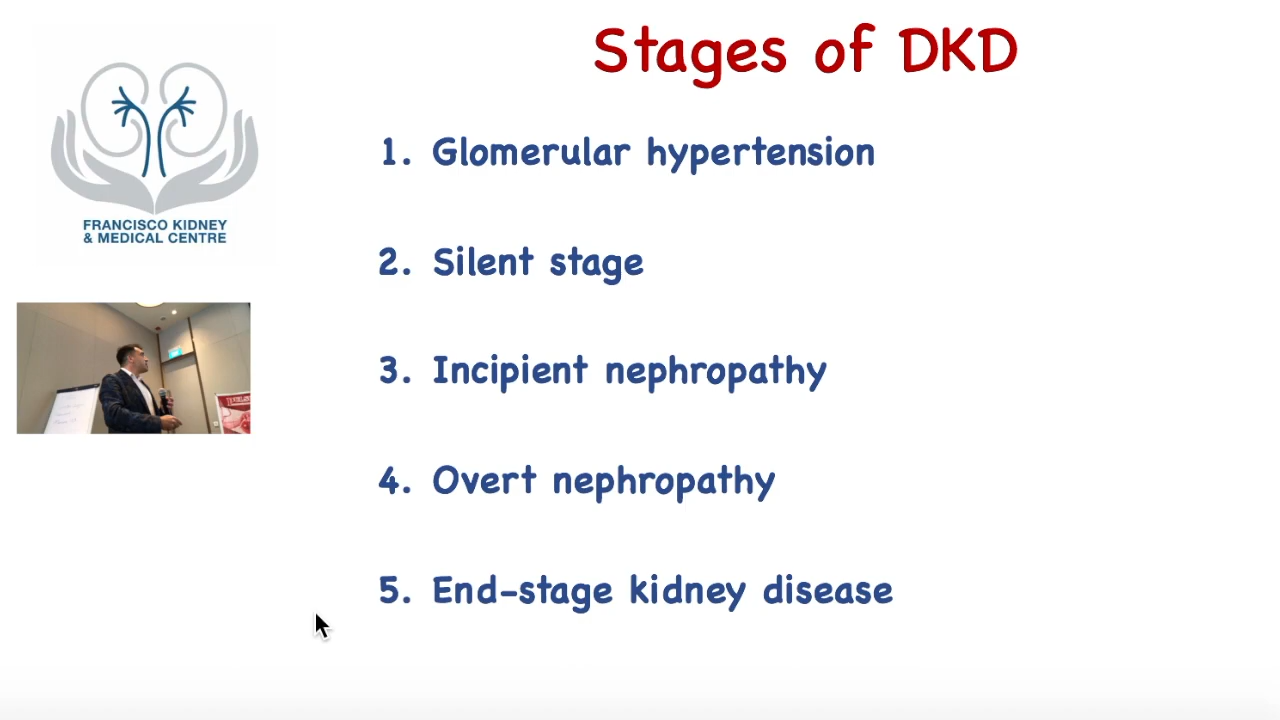 Stages of DKD
FRANCISCO KIDNEY
& MEDICAL CENTRE
1. Glomerular hypertension
2. Silent stage
3. Incipient nephropathy
4. Overt nephropathy
5. End-stage kidney disease